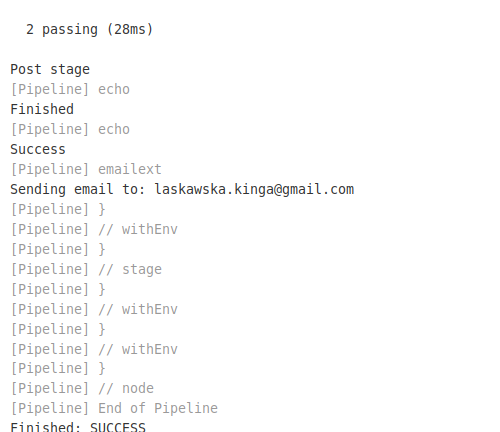 2 passing (28ms)
Post stage
[Pipeline] echo
Finished
[Pipeline] echo
Success
[Pipeline] emailext
Sending email to: laskawska.kinga@gmail.com
[Pipeline] }
[Pipeline] // withEnv
[Pipeline] }
[Pipeline] // stage
[Pipeline] }
[Pipeline] // withEnv
[Pipeline] }
[Pipeline] // withEnv
[Pipeline] }
[Pipeline] // node
[Pipeline] End of Pipeline
Finished: SUCCESS